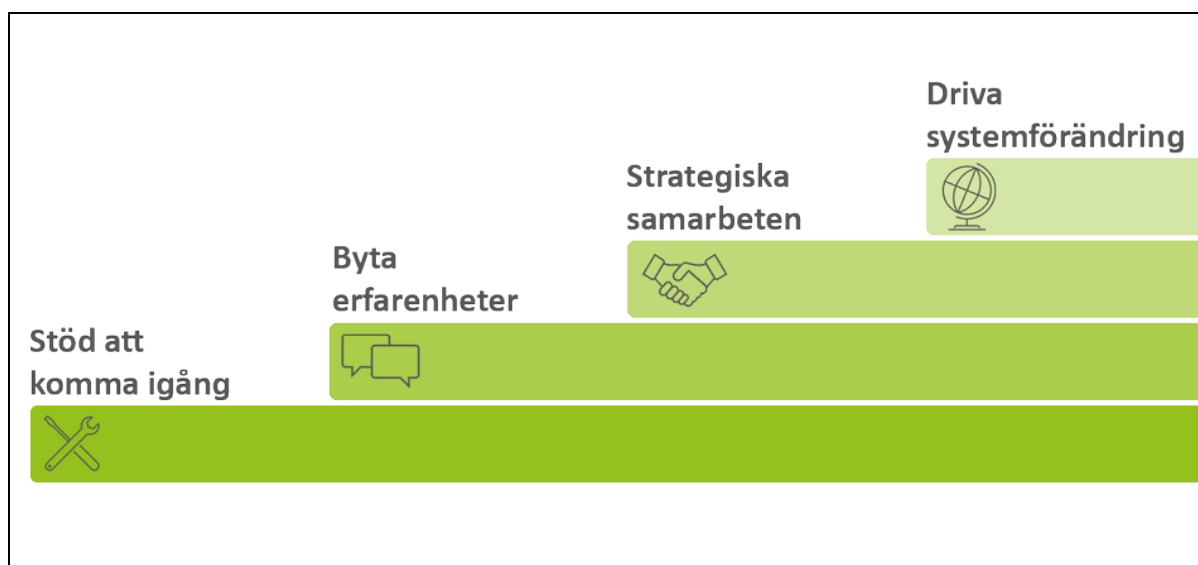 Stöd att
komma igång
Byta
erfarenheter
Strategiska
samarbeten
Driva
systemförändring